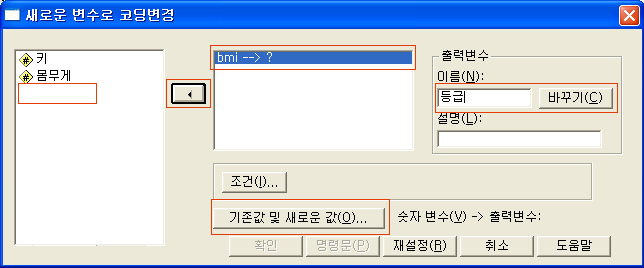 새로운 변수로 코딩변경
키
몸무게
bmi --> ?
출력변수
이름(N):
등급
바꾸기(C)
설명(L):
조건(I)...
기존값 및 새로운 값(O)...
숫자 변수(V) -> 출력변수:
확인
명령문(P)
재설정(R)
취소
도움말